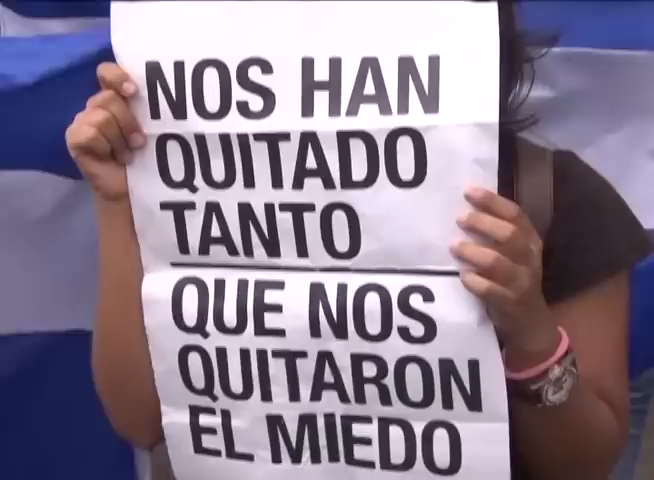 NOS HAN
QUITADO
TANTO
QUE NOS
QUITARON
EL MIEDO